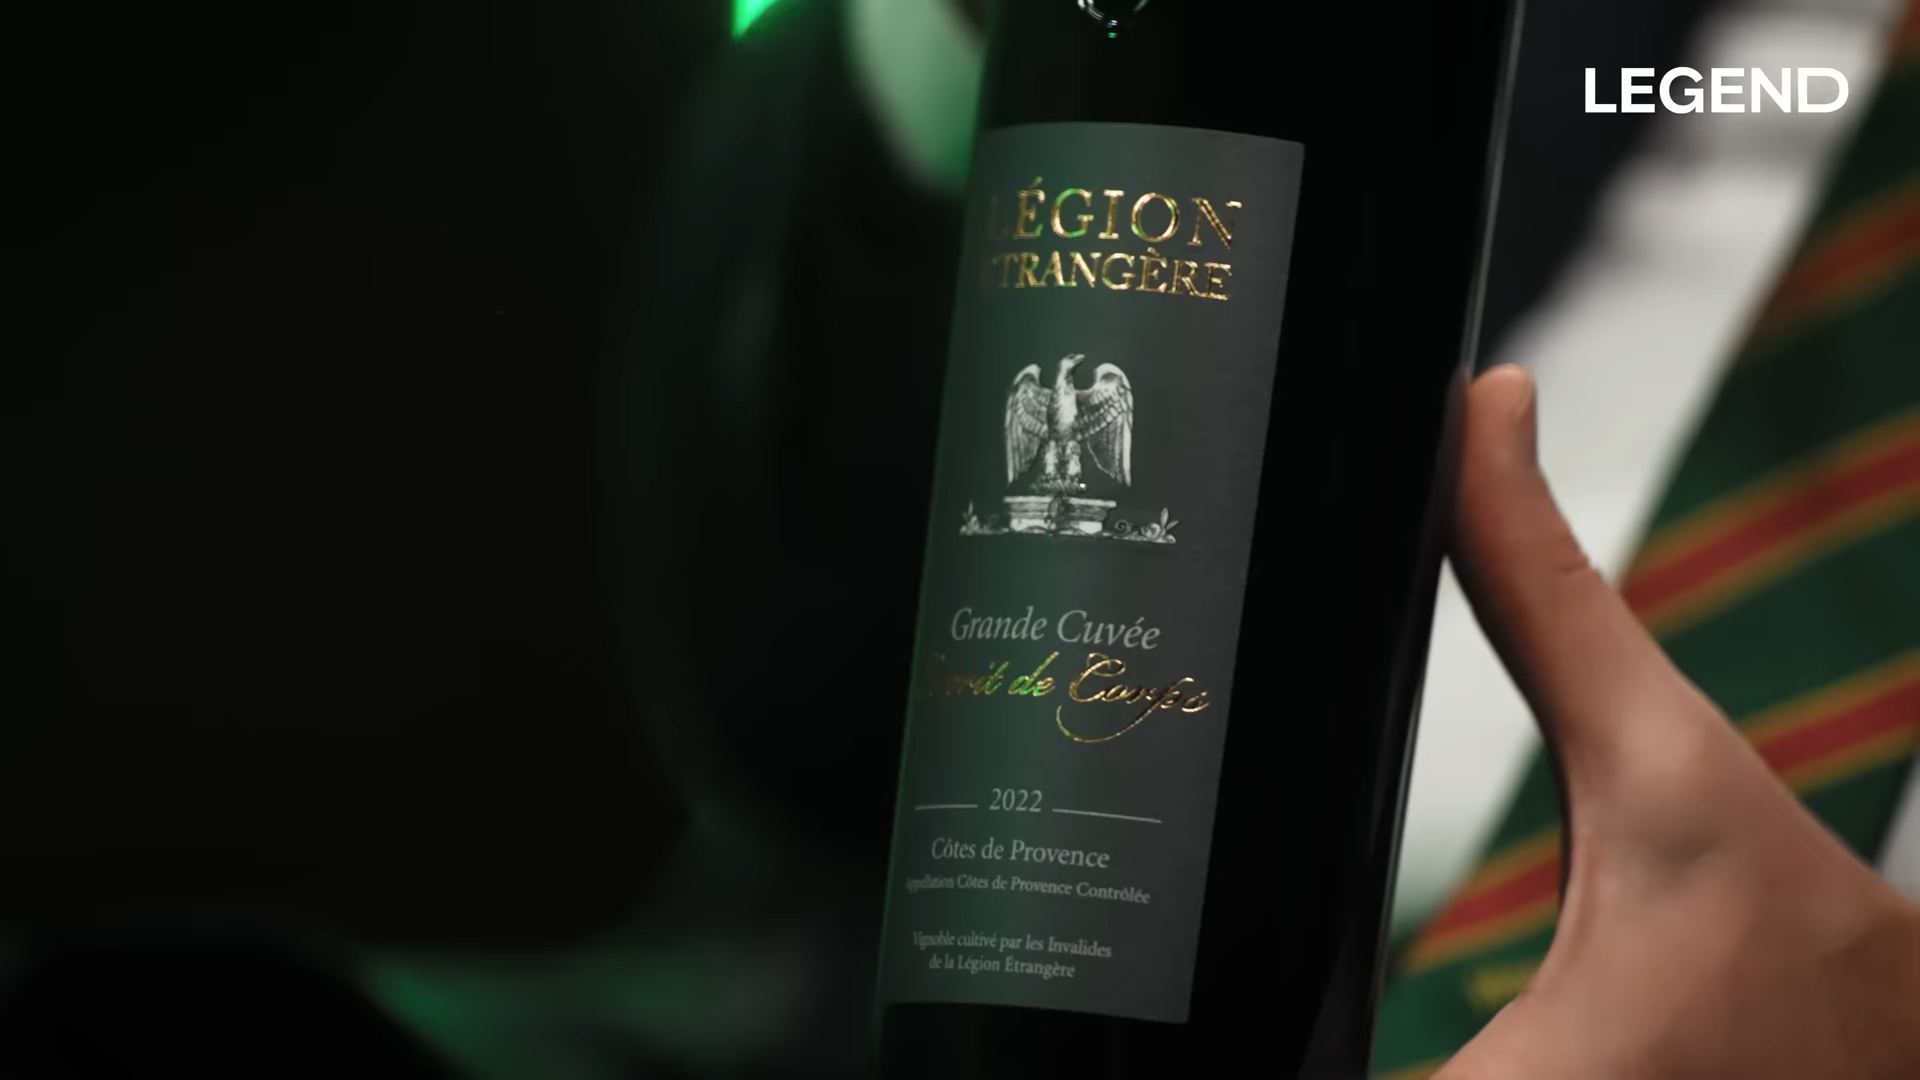 LEGEND
LÉGION
ÉTRANGÈRE
Grande Cuvée
Esprit de Corps
2022
Côtes de Provence
Appellation Côtes de Provence Contrôlée
Vignoble cultivé par les Invalides
de la Légion Étrangère